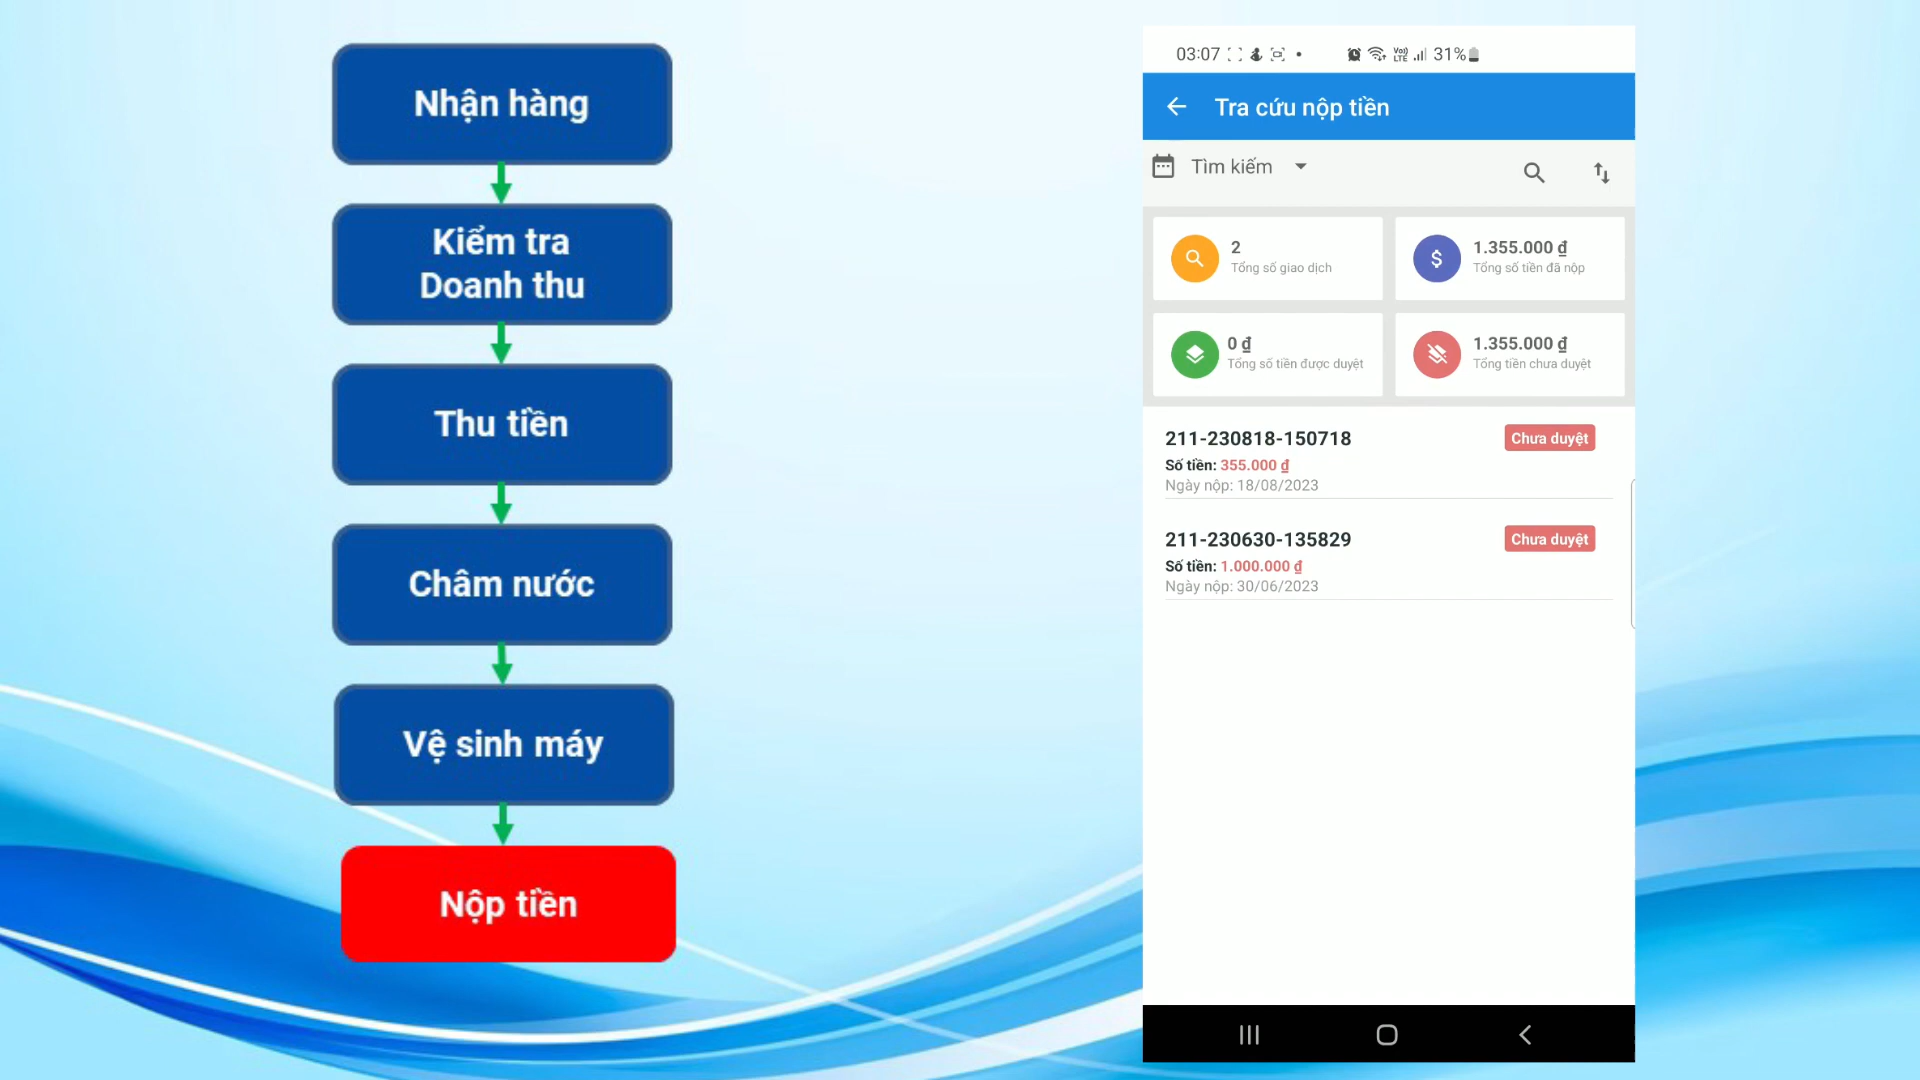 Nhận hàng
Kiểm tra
Doanh thu
Thu tiền
Châm nước
Vệ sinh máy
Nộp tiền
03:07
Vo)) LTE 31%
Tra cứu nộp tiền
Tìm kiếm
2
Tổng số giao dịch
1.355.000 ₫
Tổng số tiền đã nộp
0 ₫
Tổng số tiền được duyệt
1.355.000 ₫
Tổng tiền chưa duyệt
211-230818-150718
Chưa duyệt
Số tiền: 355.000 ₫
Ngày nộp: 18/08/2023
211-230630-135829
Chưa duyệt
Số tiền: 1.000.000 ₫
Ngày nộp: 30/06/2023